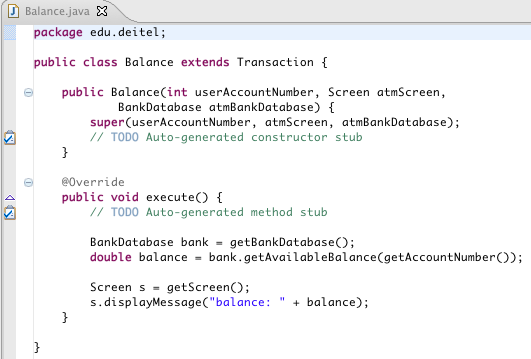 Balance.java
package edu.deitel;
public class Balance extends Transaction {
public Balance(int userAccountNumber, Screen atmScreen,
BankDatabase atmBankDatabase) {
super(userAccountNumber, atmScreen, atmBankDatabase);
// TODO Auto-generated constructor stub
}
@Override
public void execute() {
// TODO Auto-generated method stub
BankDatabase bank = getBankDatabase();
double balance = bank.getAvailableBalance(getAccountNumber());
Screen s = getScreen();
s.displayMessage("balance: " + balance);
}
}